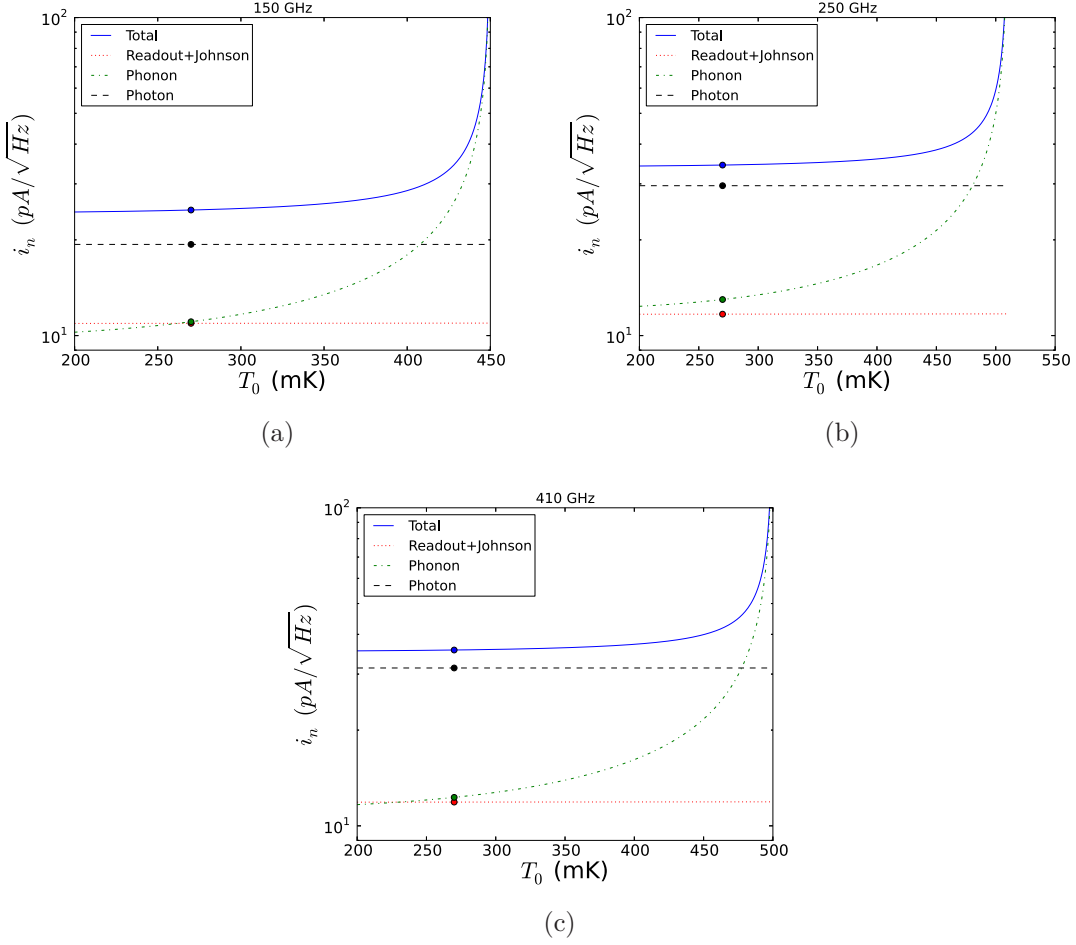 150 GHz
10²
Total
Readout+Johnson
Phonon
Photon
i_n (pA/√Hz)
10¹
200 250 300 350 400 450
T_0 (mK)
(a)
250 GHz
10²
Total
Readout+Johnson
Phonon
Photon
i_n (pA/√Hz)
10¹
200 250 300 350 400 450 500 550
T_0 (mK)
(b)
410 GHz
10²
Total
Readout+Johnson
Phonon
Photon
i_n (pA/√Hz)
10¹
200 250 300 350 400 450 500
T_0 (mK)
(c)